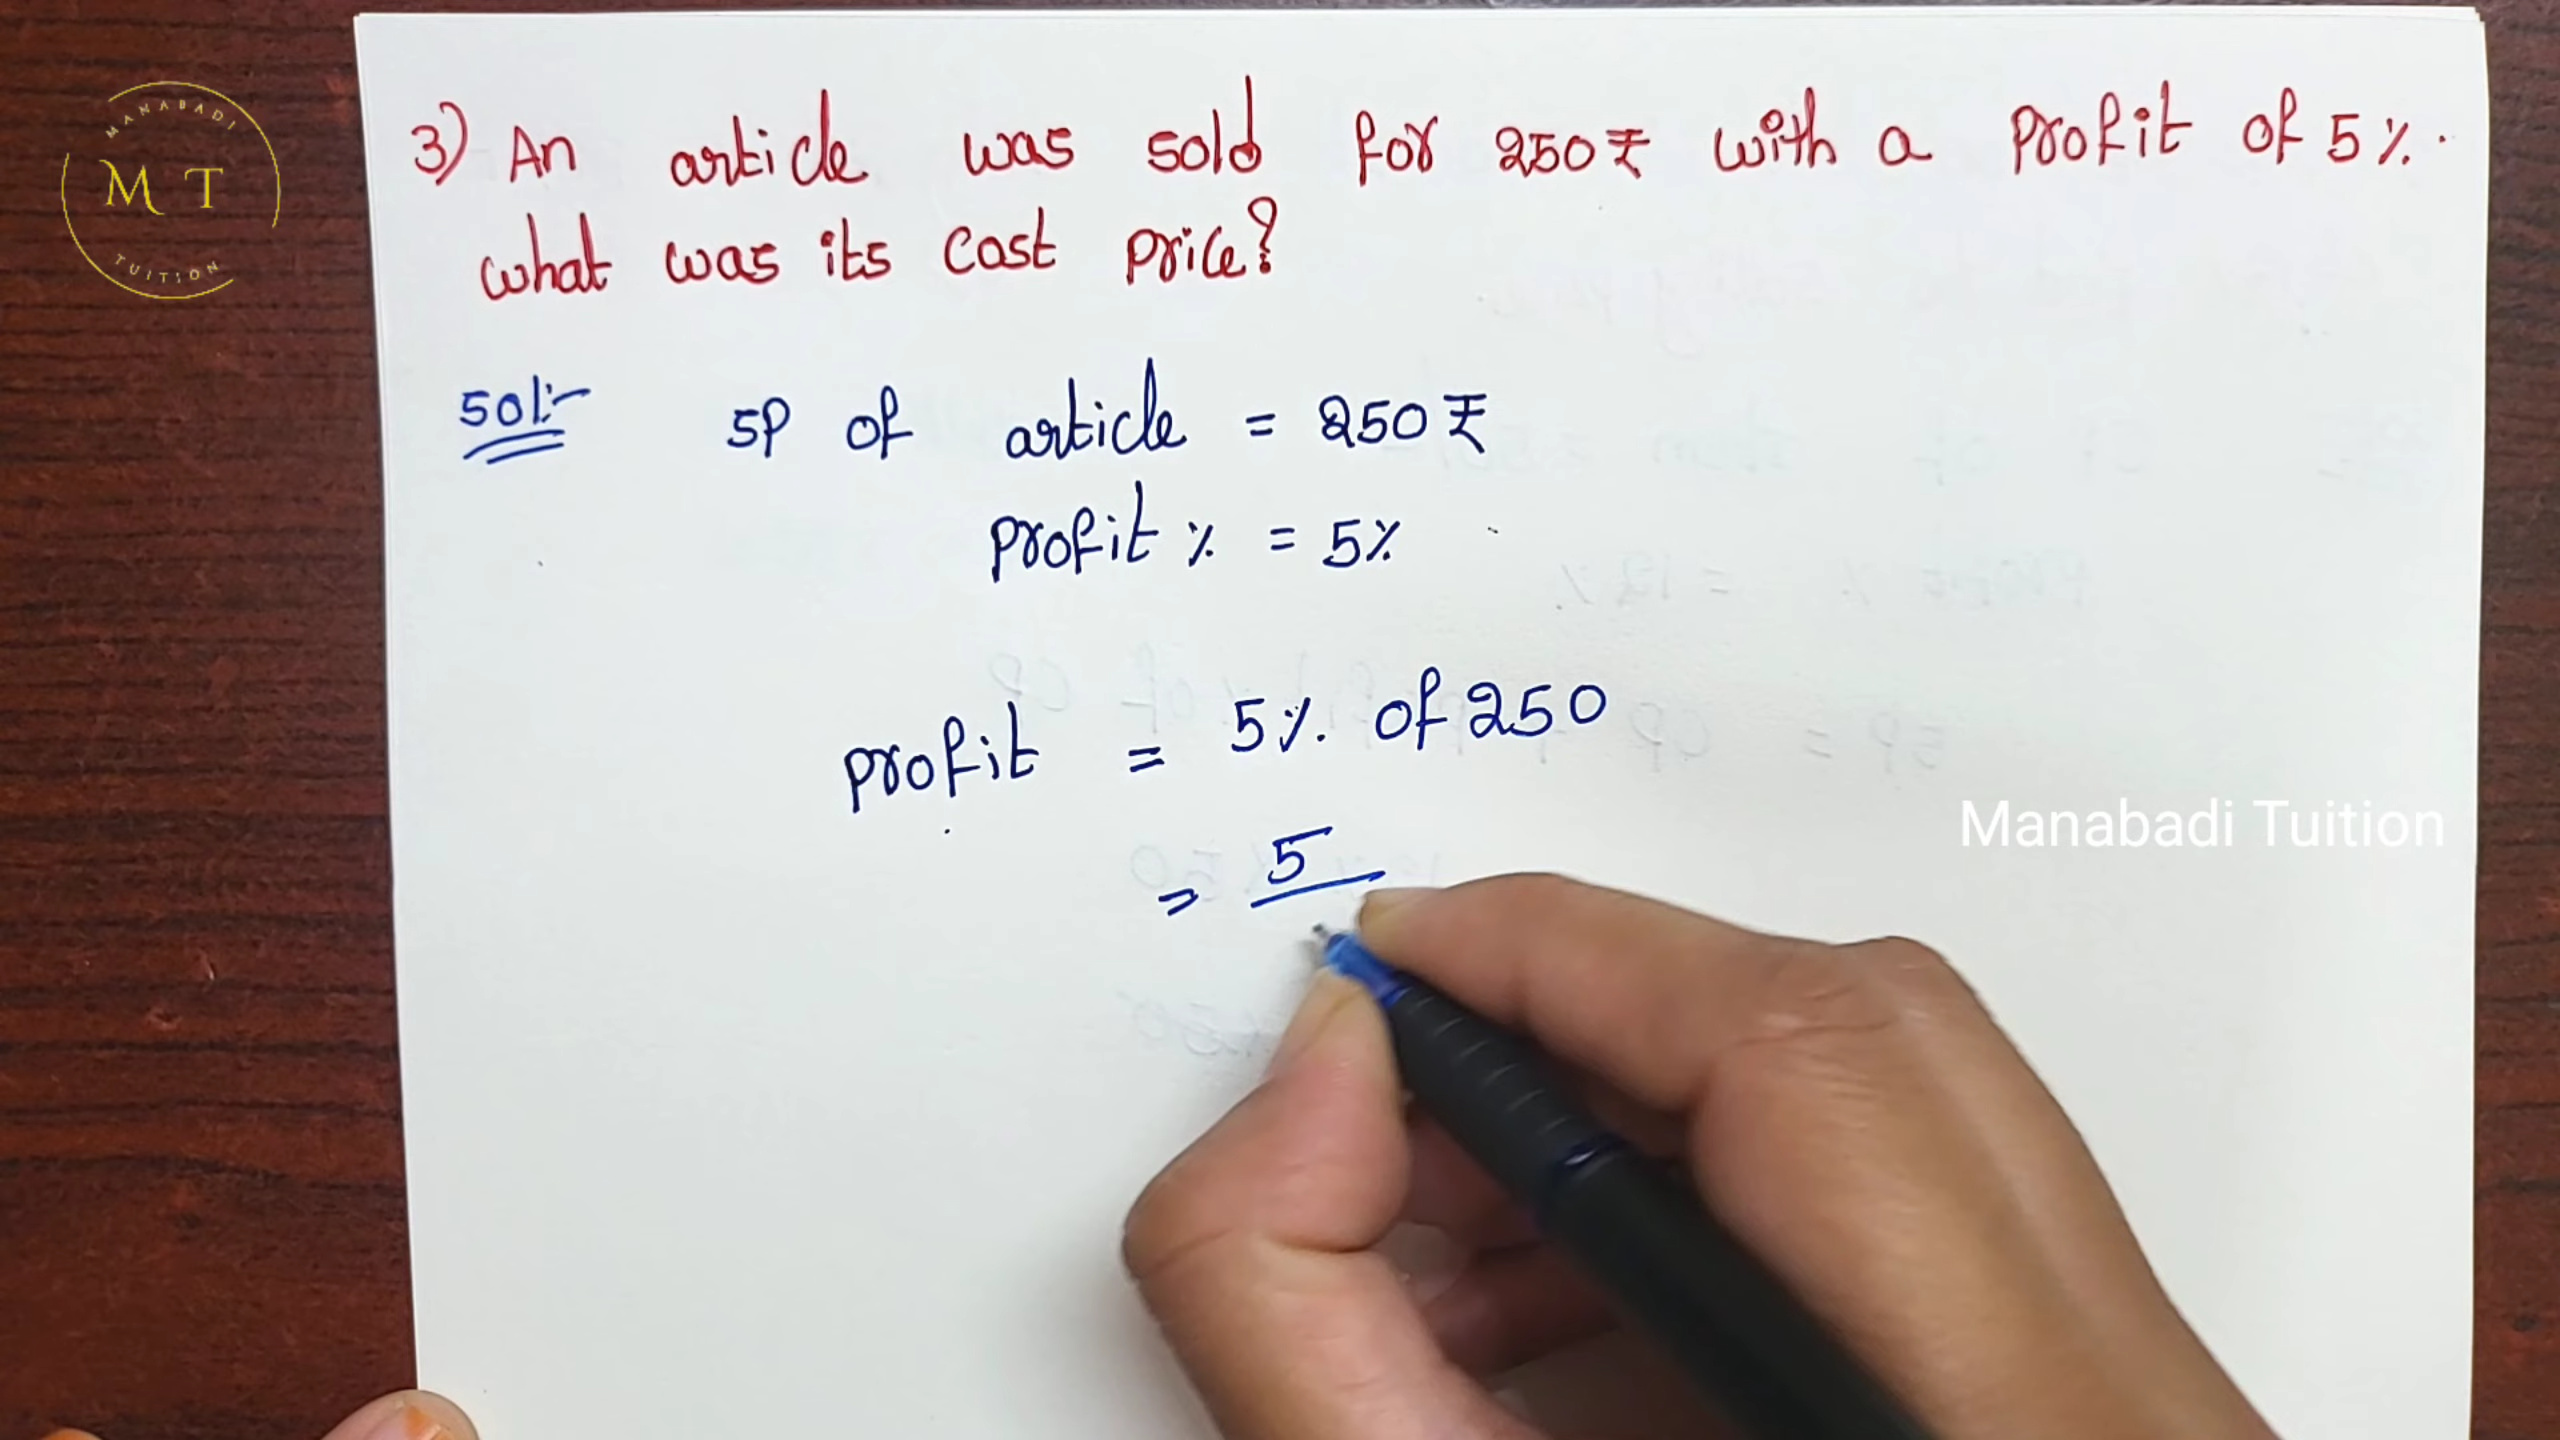 MANABADI
M T
TUITION
3) An article was sold for 250 ₹ with a profit of 5%.
what was its cost price?
Sol:-
SP of article = 250 ₹
profit % = 5%
profit = 5%. of 250
= 5
Manabadi Tuition